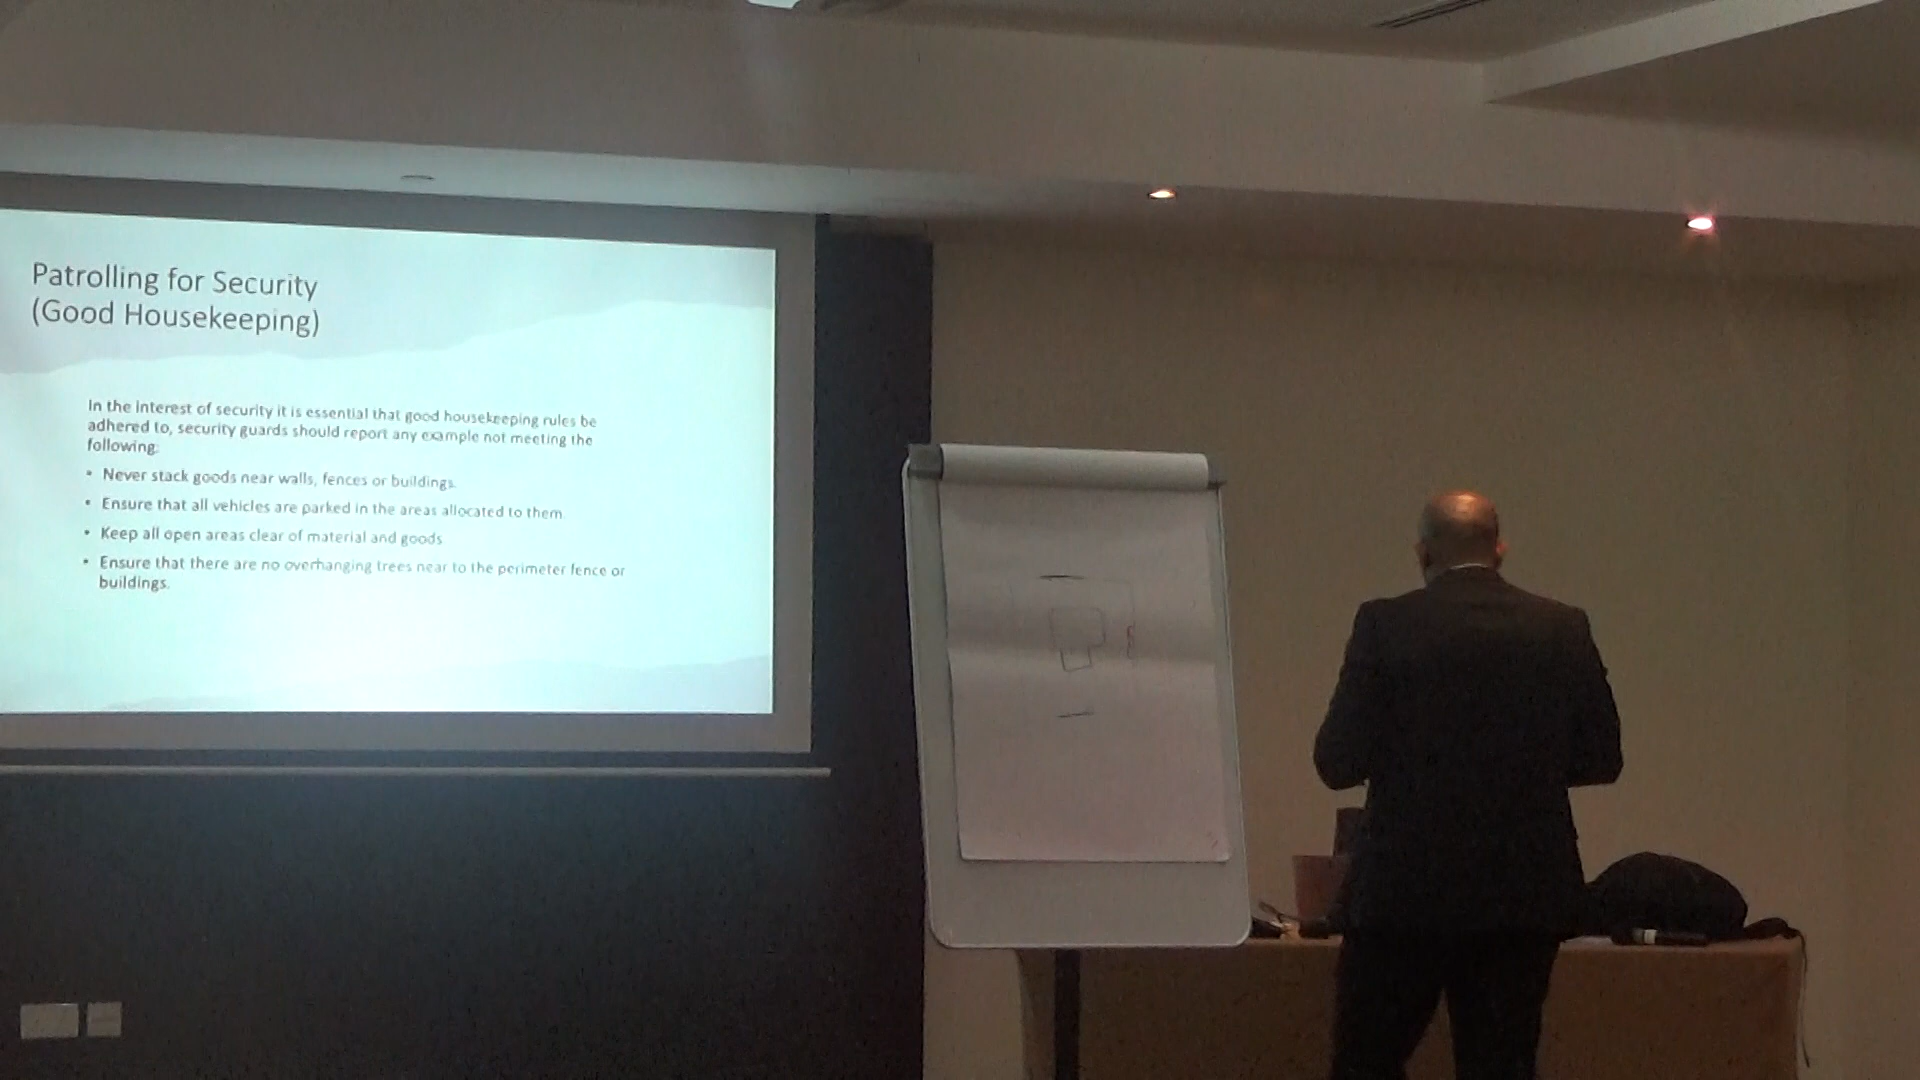 Patrolling for Security
(Good Housekeeping)
In the interest of security it is essential that good housekeeping rules be
adhered to, security guards should report any example not meeting the
following:
• Never stack goods near walls, fences or buildings.
• Ensure that all vehicles are parked in the areas allocated to them
• Keep all open areas clear of material and goods
• Ensure that there are no overhanging trees near to the perimeter fence or
buildings.